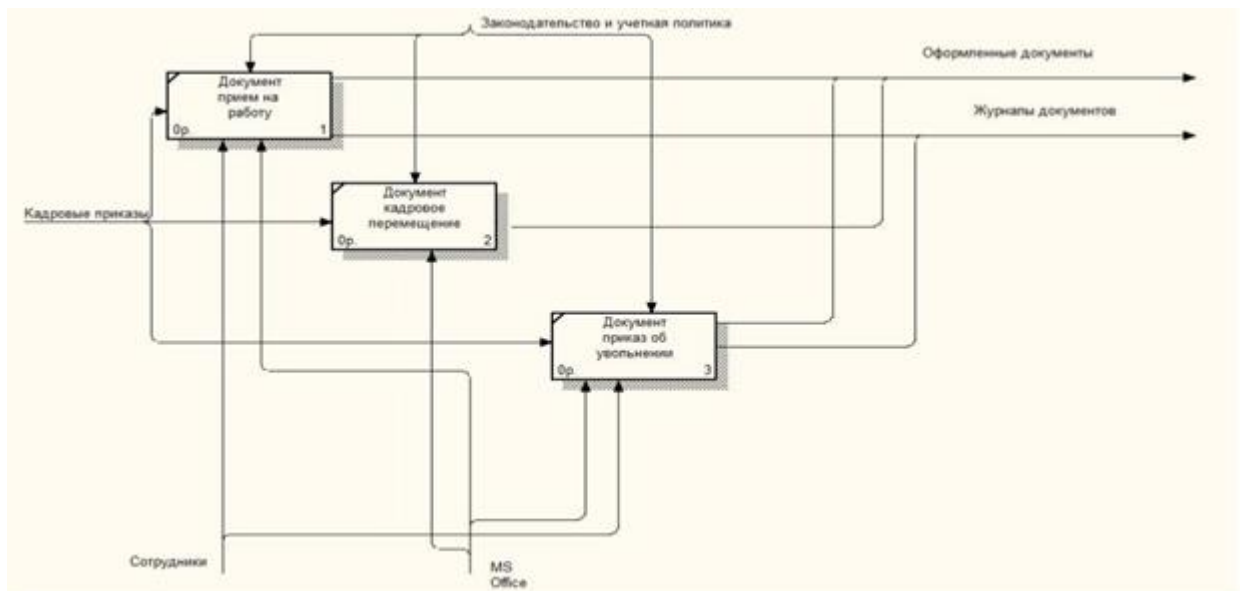 Законодательство и учетная политика
Оформленные документы
Документ
прием на
работу
0р. 1
Журналы документов
Документ
кадровое
перемещение
0р. 2
Кадровые приказы
Документ
приказ об
увольнении
0р. 3
Сотрудники
MS
Office